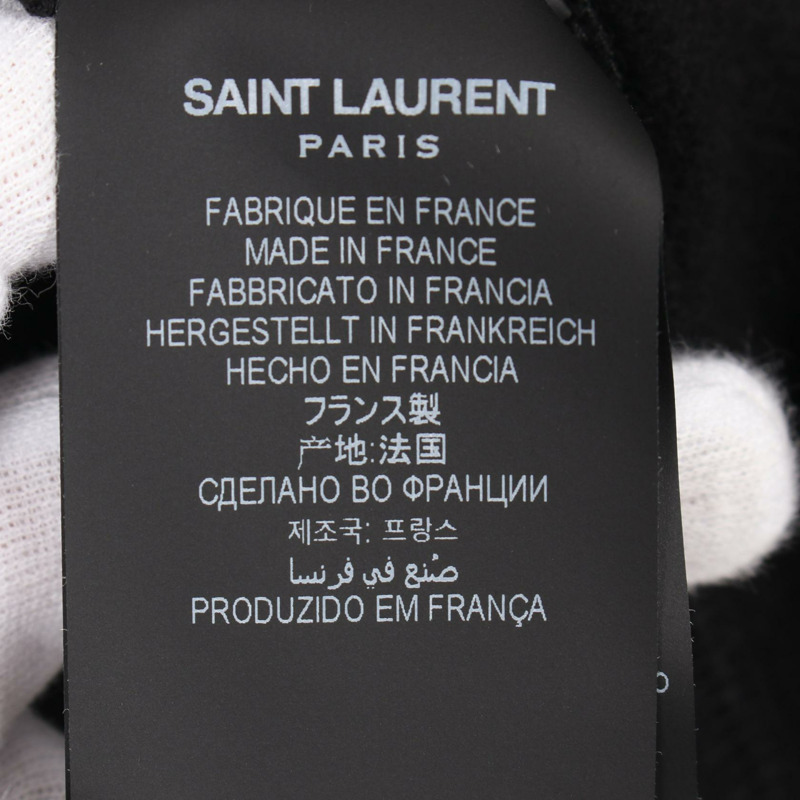 SAINT LAURENT
PARIS
FABRIQUE EN FRANCE
MADE IN FRANCE
FABBRICATO IN FRANCIA
HERGESTELLT IN FRANKREICH
HECHO EN FRANCIA
フランス製
产地:法国
СДЕЛАНО ВО ФРАНЦИИ
제조국: 프랑스
صُنع في فرنسا
PRODUZIDO EM FRANÇA